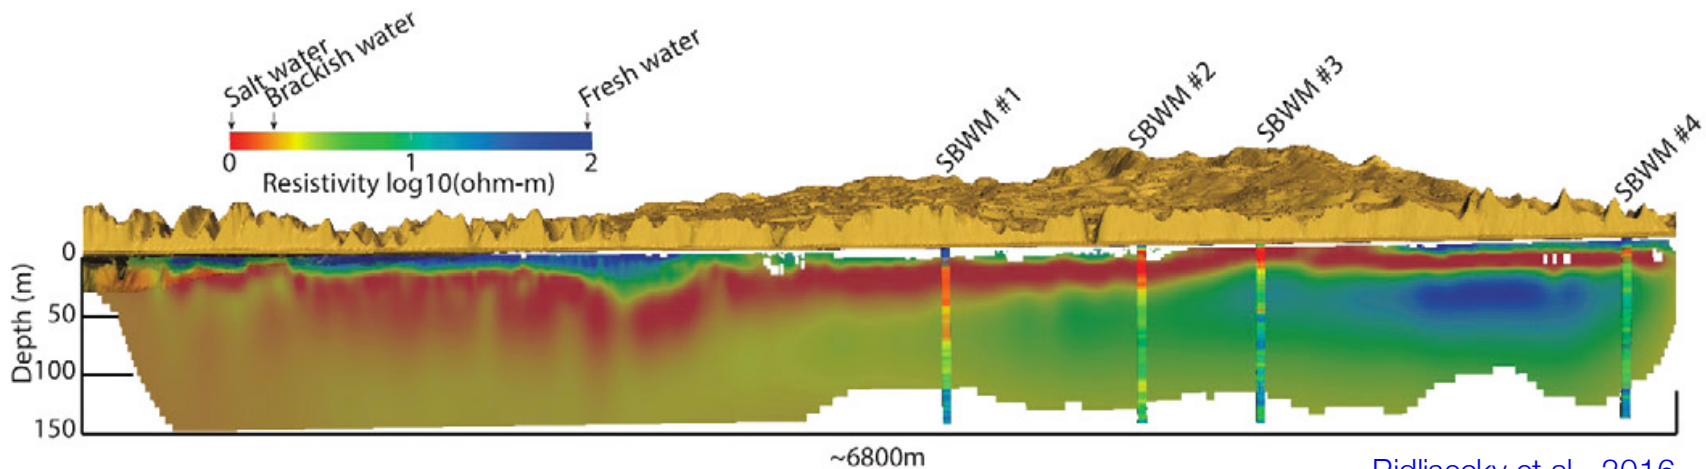 Salt water
Brackish water
Fresh water
0 1 2
Resistivity log10(ohm-m)
SBWM #1
SBWM #2
SBWM #3
SBWM #4
0
50
100
150
Depth (m)
~6800m
2016